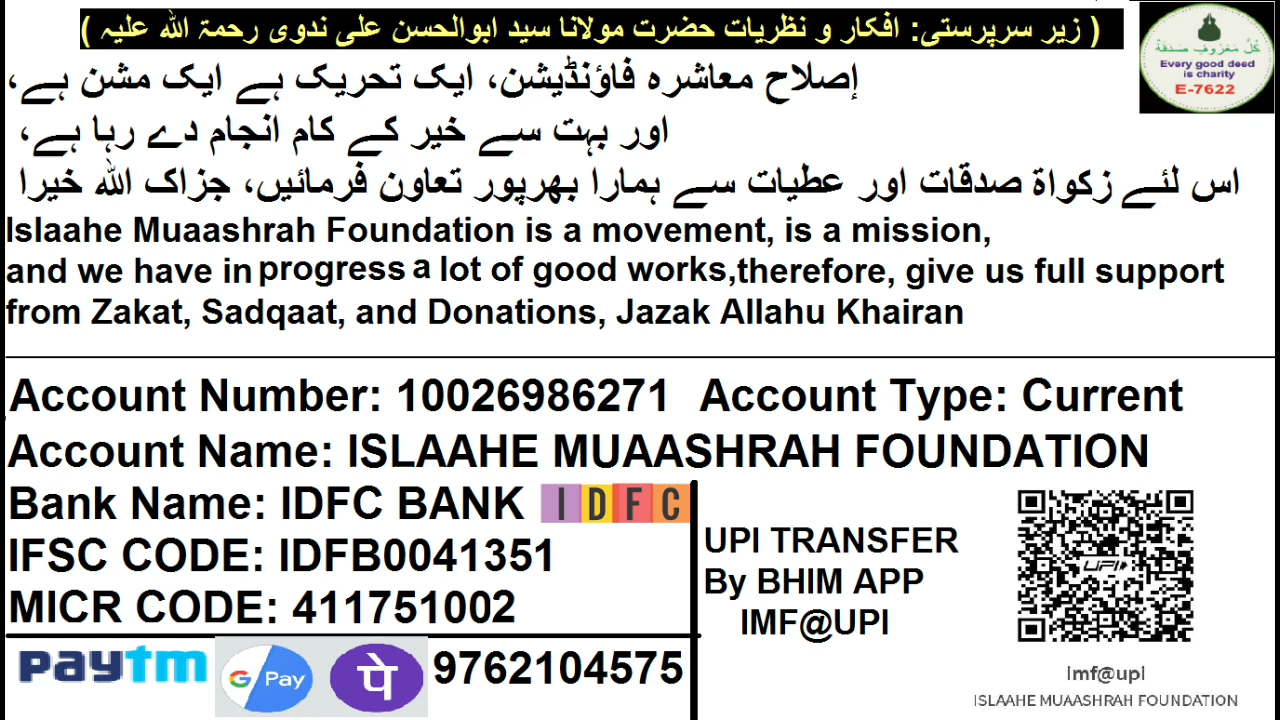 ( زیر سرپرستی: افکار و نظریات حضرت مولانا سید ابوالحسن علی ندوی رحمۃ اللہ علیہ )
كُلُّ مَعْرُوفٍ صَدَقَةٌ
Every good deed
is charity
E-7622
إصلاح معاشرہ فاؤنڈیشن، ایک تحریک ہے ایک مشن ہے،
اور بہت سے خیر کے کام انجام دے رہا ہے،
اس لئے زکواۃ صدقات اور عطیات سے ہمارا بھرپور تعاون فرمائیں، جزاک اللہ خیرا
Islaahe Muaashrah Foundation is a movement, is a mission,
and we have in progress a lot of good works,therefore, give us full support
from Zakat, Sadqaat, and Donations, Jazak Allahu Khairan
Account Number: 10026986271 Account Type: Current
Account Name: ISLAAHE MUAASHRAH FOUNDATION
Bank Name: IDFC BANK IDFC
IFSC CODE: IDFB0041351
MICR CODE: 411751002
UPI TRANSFER
By BHIM APP
IMF@UPI
UPI
paytm G Pay पे 9762104575
imf@upi
ISLAAHE MUAASHRAH FOUNDATION